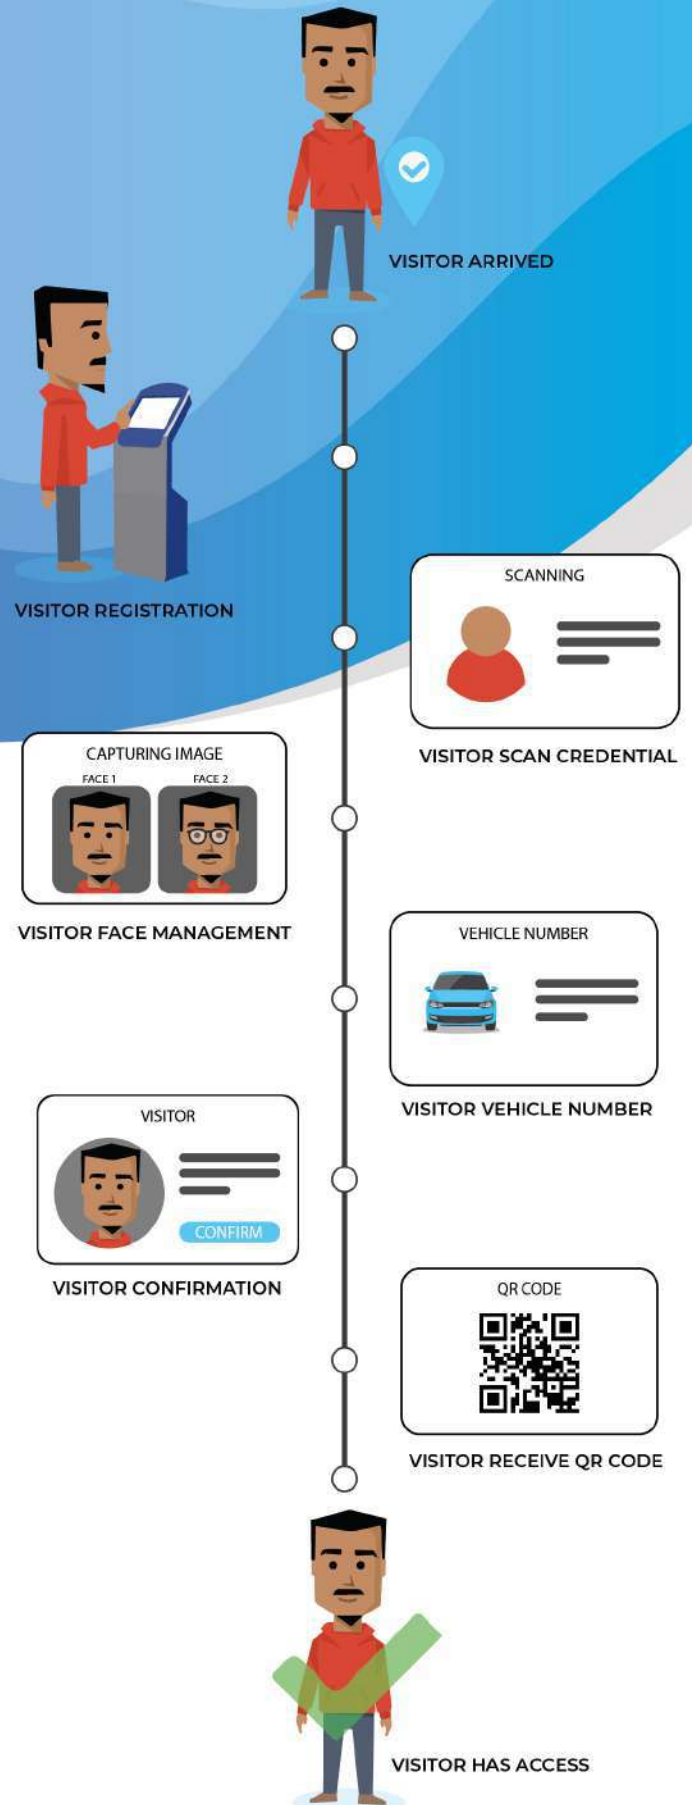 VISITOR ARRIVED
VISITOR REGISTRATION
SCANNING
VISITOR SCAN CREDENTIAL
CAPTURING IMAGE
FACE 1
FACE 2
VISITOR FACE MANAGEMENT
VEHICLE NUMBER
VISITOR VEHICLE NUMBER
VISITOR
CONFIRM
VISITOR CONFIRMATION
QR CODE
VISITOR RECEIVE QR CODE
VISITOR HAS ACCESS